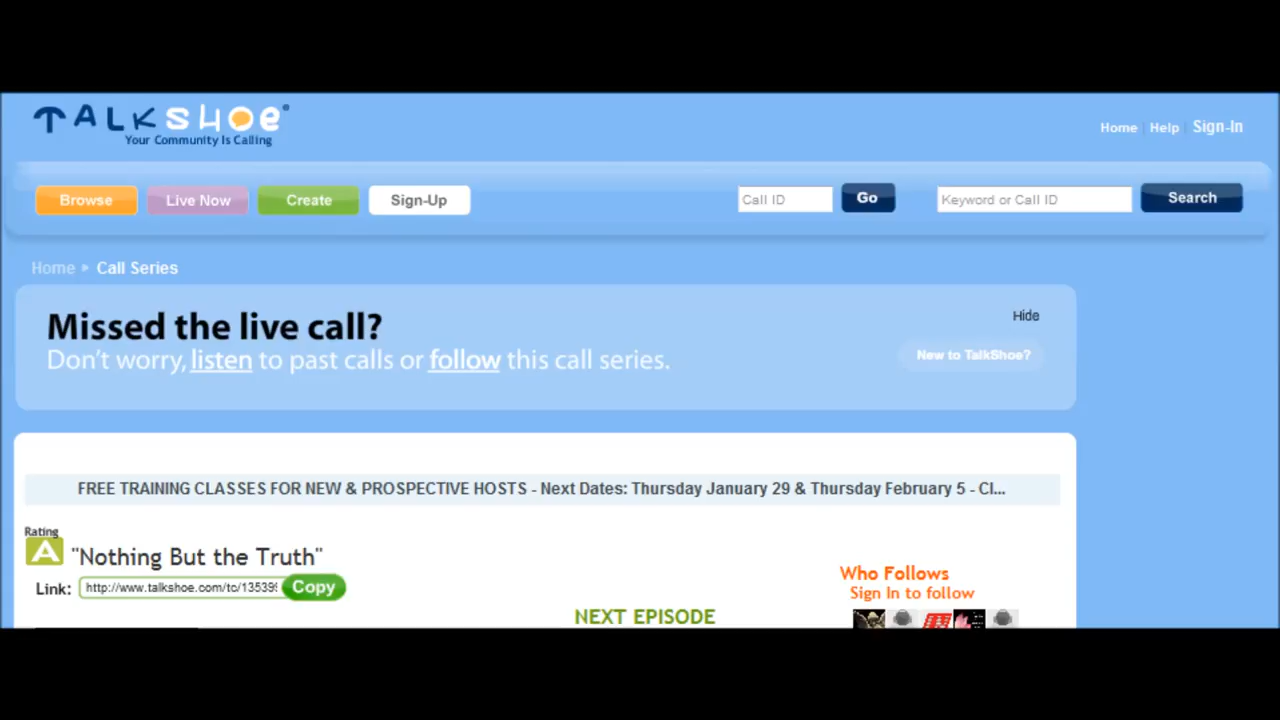 TALKSHOE
Your Community Is Calling
Home Help Sign-In
Browse Live Now Create Sign-Up Call ID Go Keyword or Call ID Search
Home Call Series
Missed the live call?
Hide
Don't worry, listen to past calls or follow this call series.
New to TalkShoe?
FREE TRAINING CLASSES FOR NEW & PROSPECTIVE HOSTS - Next Dates: Thursday January 29 & Thursday February 5 - Cl...
Rating
A "Nothing But the Truth"
Who Follows
Link: http://www.talkshoe.com/tc/13539 Copy
Sign In to follow
NEXT EPISODE